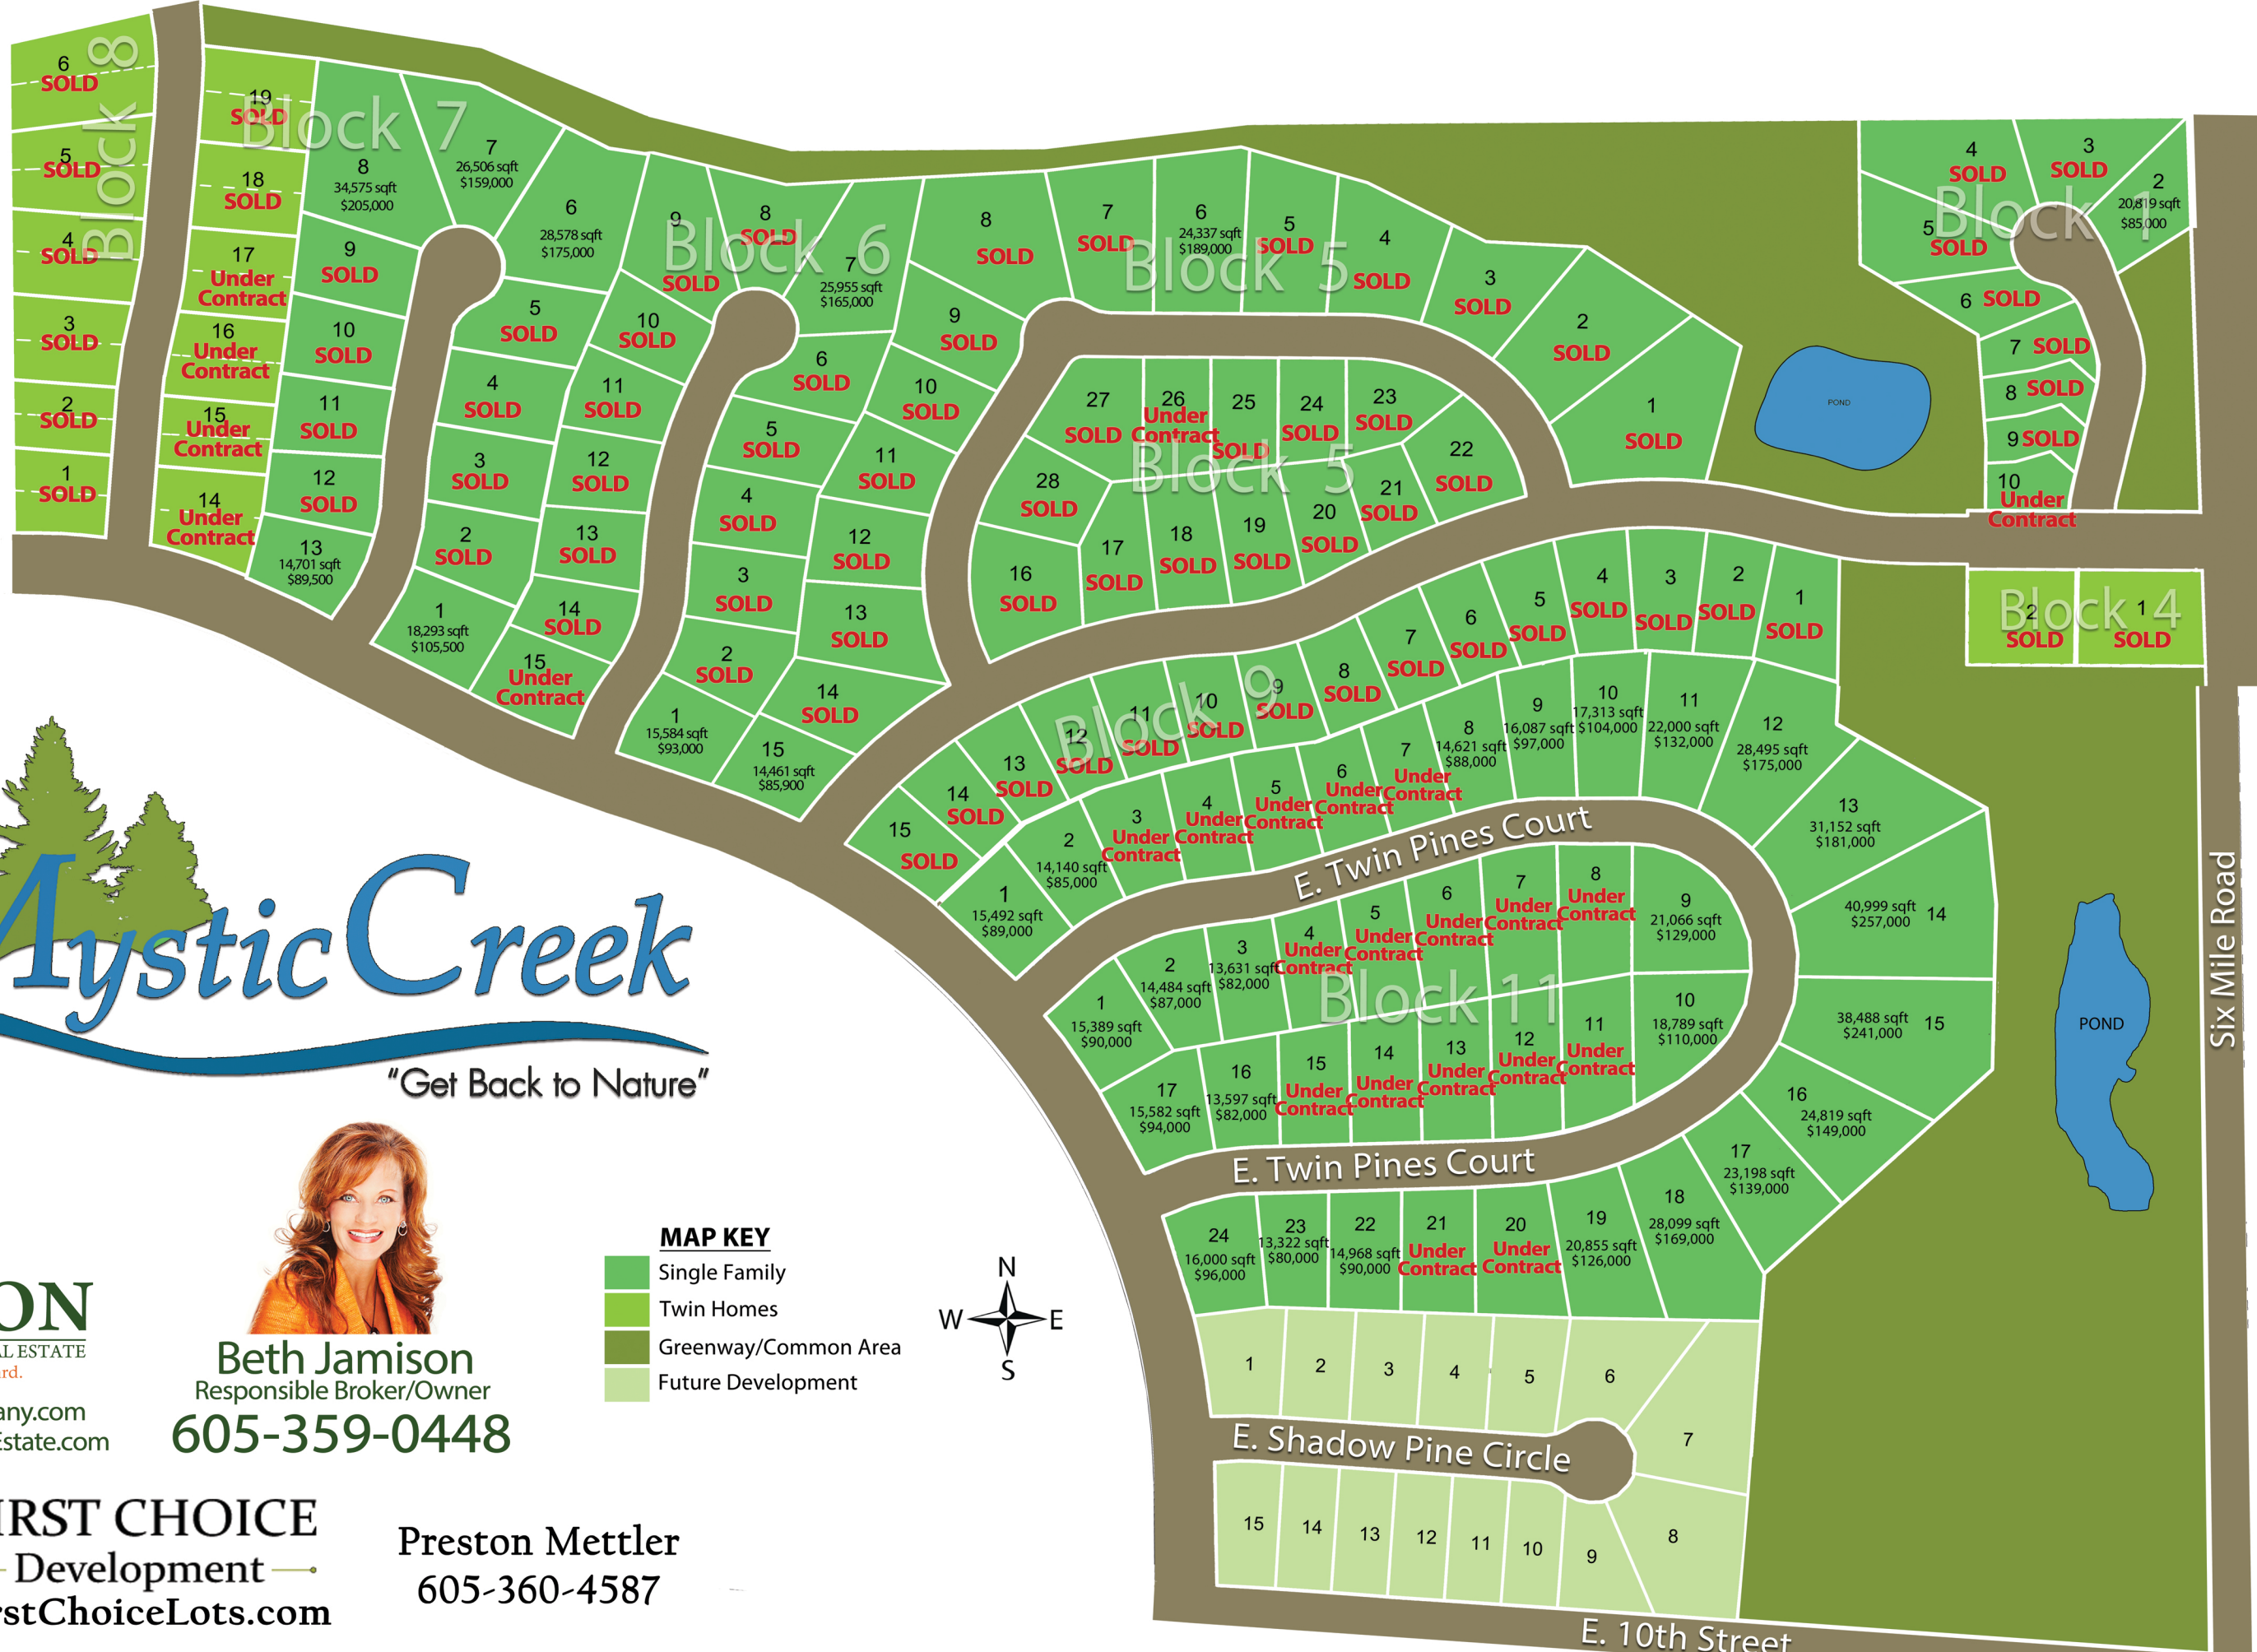 Block 8
6
SOLD
5
SOLD
4
SOLD
3
SOLD
2
SOLD
1
SOLD
Block 7
19
SOLD
18
SOLD
17
Under
Contract
16
Under
Contract
15
Under
Contract
14
Under
Contract
8
34,575 sqft
$205,000
7
26,506 sqft
$159,000
6
28,578 sqft
$175,000
9
SOLD
10
SOLD
11
SOLD
12
SOLD
13
14,701 sqft
$89,500
5
SOLD
4
SOLD
3
SOLD
2
SOLD
1
18,293 sqft
$105,500
Block 6
9
SOLD
8
SOLD
7
25,955 sqft
$165,000
10
SOLD
11
SOLD
12
SOLD
13
SOLD
14
SOLD
15
Under
Contract
6
SOLD
5
SOLD
4
SOLD
3
SOLD
2
SOLD
1
15,584 sqft
$93,000
Block 5
8
SOLD
7
SOLD
6
24,337 sqft
$189,000
5
SOLD
4
SOLD
3
SOLD
2
SOLD
1
SOLD
9
SOLD
10
SOLD
11
SOLD
12
SOLD
13
SOLD
14
SOLD
15
14,461 sqft
$85,900
Block 5
27
SOLD
26
Under
Contract
25
SOLD
24
SOLD
23
SOLD
22
SOLD
28
SOLD
16
SOLD
17
SOLD
18
SOLD
19
SOLD
20
SOLD
21
SOLD
POND
Block 1
4
SOLD
3
SOLD
2
20,819 sqft
$85,000
5
SOLD
6 SOLD
7 SOLD
8 SOLD
9 SOLD
10
Under
Contract
Block 4
2
SOLD
1
SOLD
Block 9
15
SOLD
14
SOLD
13
SOLD
12
SOLD
11
SOLD
10
SOLD
9
SOLD
8
SOLD
7
SOLD
6
SOLD
5
SOLD
4
SOLD
3
SOLD
2
SOLD
1
SOLD
1
15,492 sqft
$89,000
2
14,140 sqft
$85,000
3
Under
Contract
4
Under
Contract
5
Under
Contract
6
Under
Contract
7
Under
Contract
8
14,621 sqft
$88,000
9
16,087 sqft
$97,000
10
17,313 sqft
$104,000
11
22,000 sqft
$132,000
12
28,495 sqft
$175,000
13
31,152 sqft
$181,000
40,999 sqft
$257,000 14
38,488 sqft
$241,000 15
16
24,819 sqft
$149,000
17
23,198 sqft
$139,000
18
28,099 sqft
$169,000
19
20,855 sqft
$126,000
20
Under
Contract
21
Under
Contract
22
14,968 sqft
$90,000
23
13,322 sqft
$80,000
24
16,000 sqft
$96,000
E. Twin Pines Court
Block 11
1
15,389 sqft
$90,000
2
14,484 sqft
$87,000
3
13,631 sqft
$82,000
4
Under
Contract
5
Under
Contract
6
Under
Contract
7
Under
Contract
8
Under
Contract
9
21,066 sqft
$129,000
10
18,789 sqft
$110,000
11
Under
Contract
12
Under
Contract
13
Under
Contract
14
Under
Contract
15
Under
Contract
16
13,597 sqft
$82,000
17
15,582 sqft
$94,000
E. Twin Pines Court
POND
Six Mile Road
1
2
3
4
5
6
7
E. Shadow Pine Circle
15
14
13
12
11
10
9
8
E. 10th Street
Mystic Creek
"Get Back to Nature"
MAP KEY
Single Family
Twin Homes
Greenway/Common Area
Future Development
N
W E
S
ON
AL ESTATE
rd.
any.com
Estate.com
Beth Jamison
Responsible Broker/Owner
605-359-0448
IRST CHOICE
Development
rstChoiceLots.com
Preston Mettler
605-360-4587